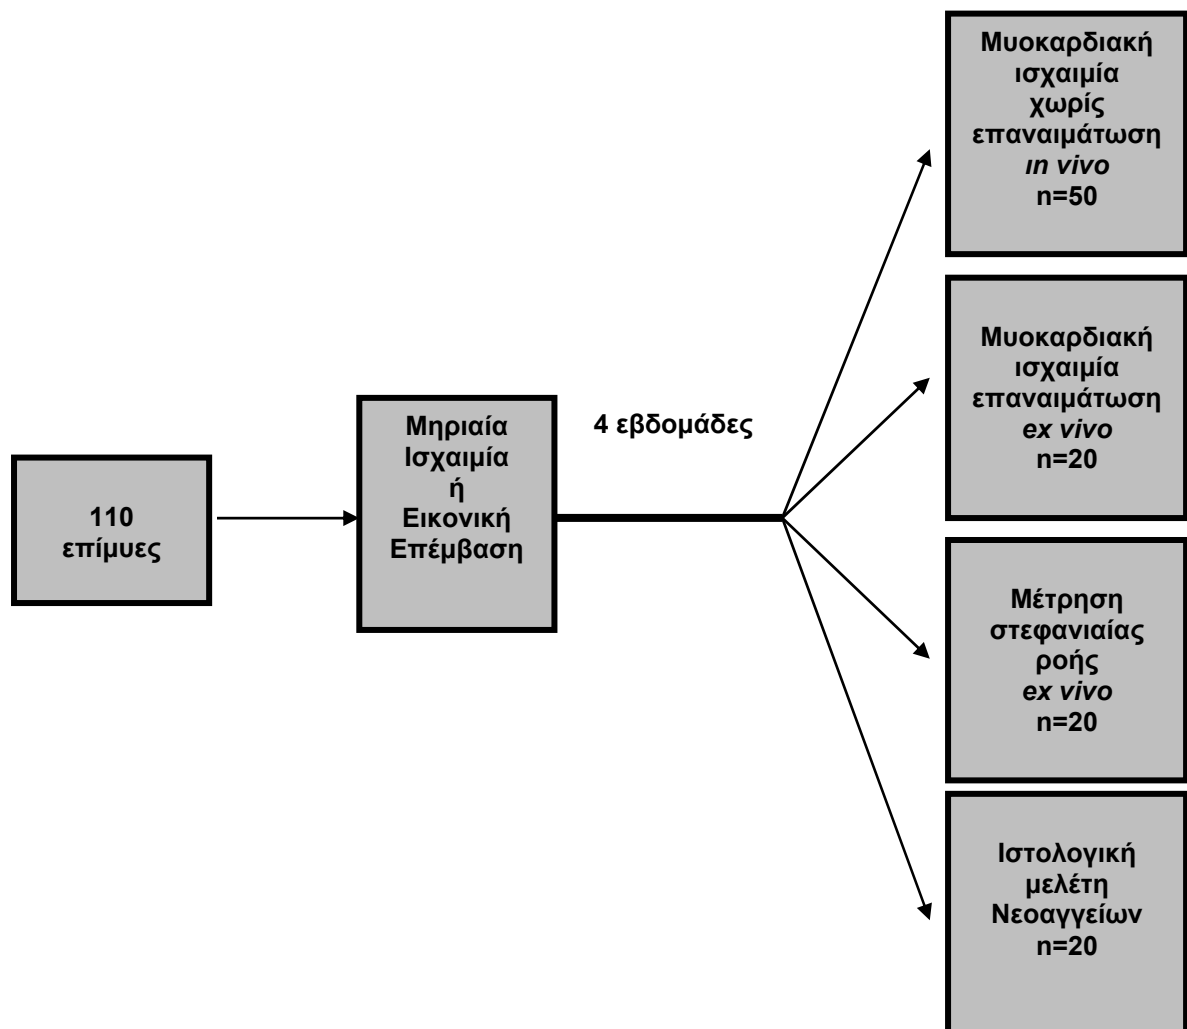 110
επίμυες
Μηριαία
Ισχαιμία
ή
Εικονική
Επέμβαση
4 εβδομάδες
Μυοκαρδιακή
ισχαιμία
χωρίς
επαναιμάτωση
ιn vivo
n=50
Μυοκαρδιακή
ισχαιμία
επαναιμάτωση
ex vivo
n=20
Μέτρηση
στεφανιαίας
ροής
ex vivo
n=20
Ιστολογική
μελέτη
Νεοαγγείων
n=20